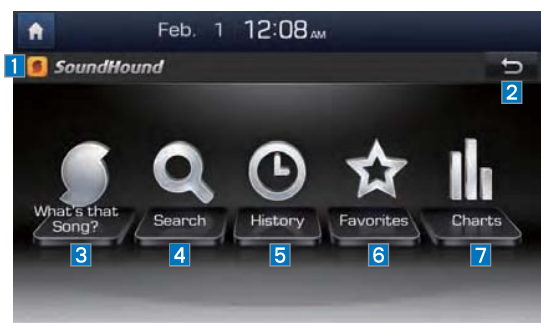 Feb. 1 12:08 AM
1 SoundHound
2
What's that
Song?
Search
History
Favorites
Charts
3
4
5
6
7